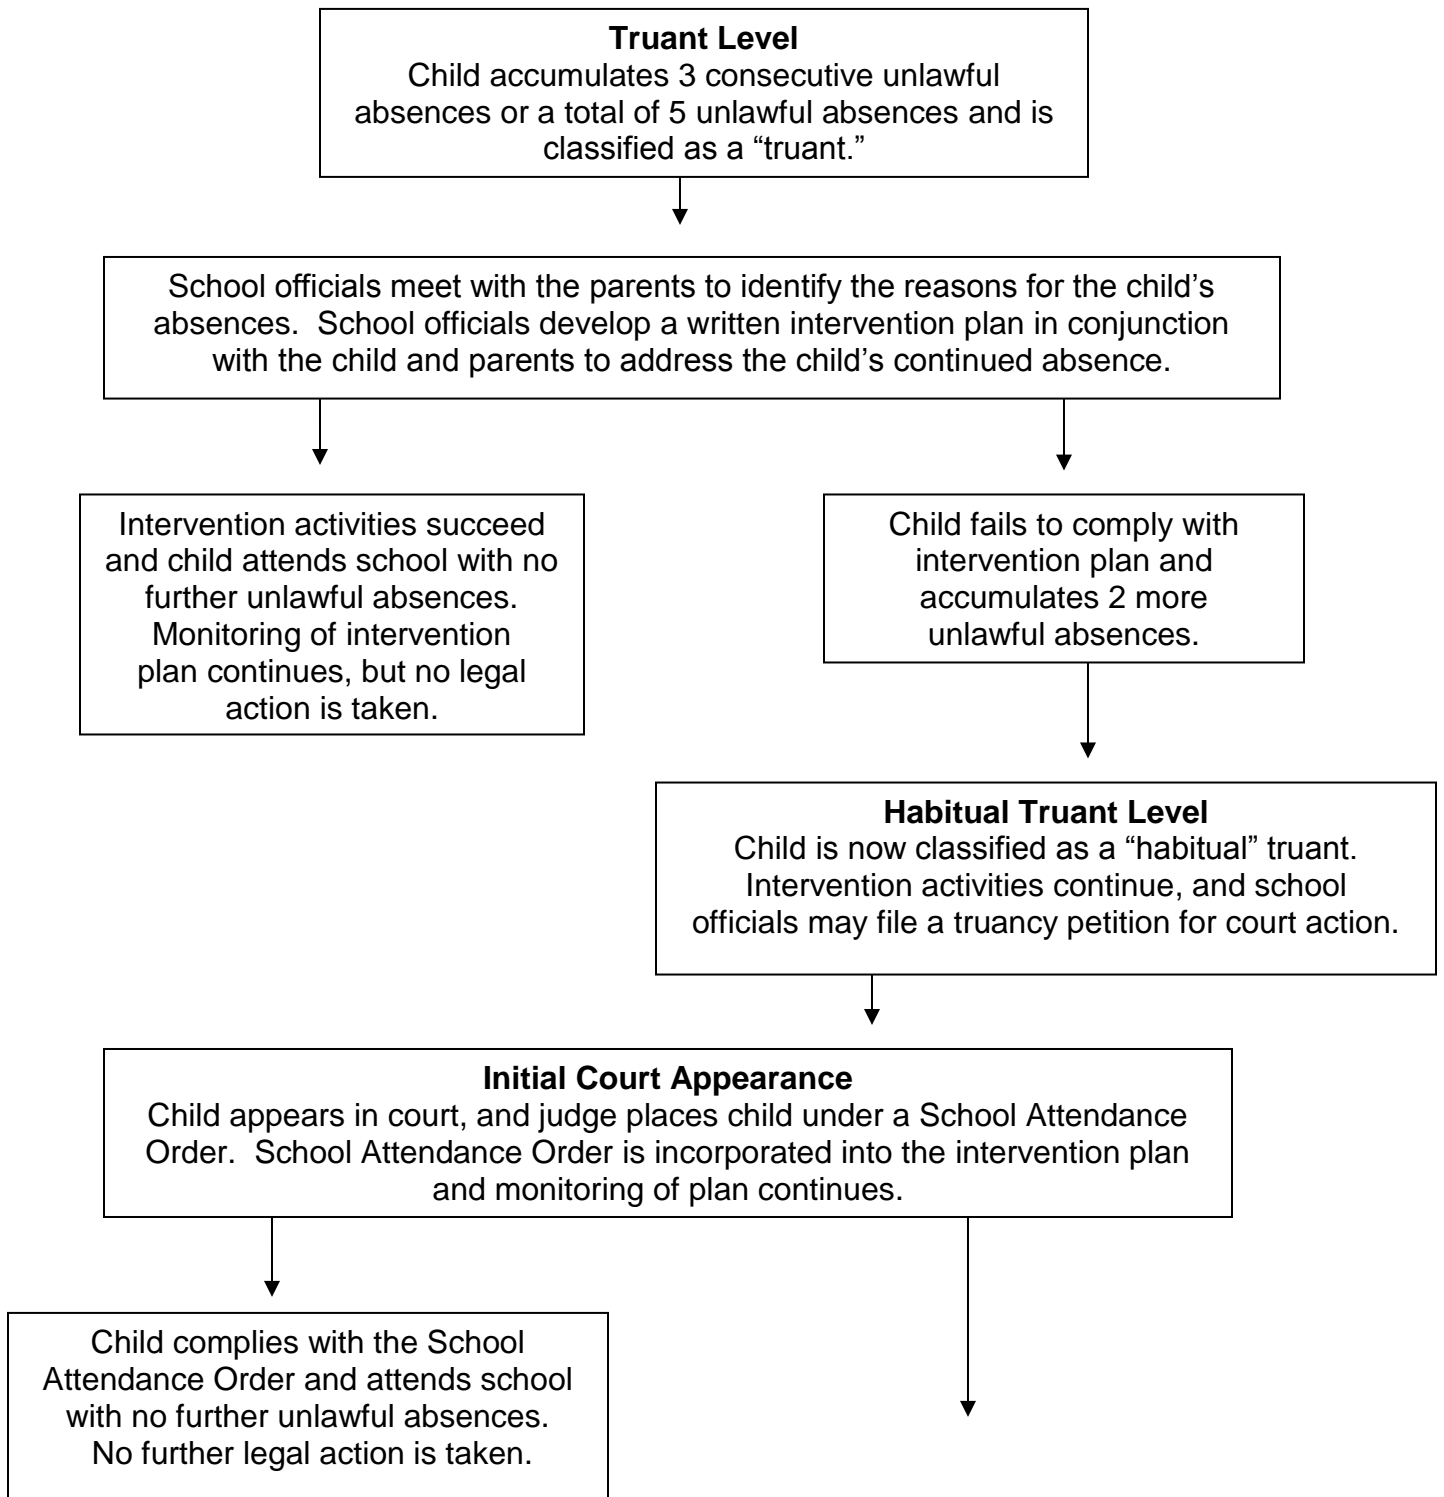 Truant Level
Child accumulates 3 consecutive unlawful
absences or a total of 5 unlawful absences and is
classified as a “truant.”
School officials meet with the parents to identify the reasons for the child’s
absences.  School officials develop a written intervention plan in conjunction
with the child and parents to address the child’s continued absence.
Intervention activities succeed
and child attends school with no
further unlawful absences.
Monitoring of intervention
plan continues, but no legal
action is taken.
Child fails to comply with
intervention plan and
accumulates 2 more
unlawful absences.
Habitual Truant Level
Child is now classified as a “habitual” truant.
Intervention activities continue, and school
officials may file a truancy petition for court action.
Initial Court Appearance
Child appears in court, and judge places child under a School Attendance
Order.  School Attendance Order is incorporated into the intervention plan
and monitoring of plan continues.
Child complies with the School
Attendance Order and attends school
with no further unlawful absences.
No further legal action is taken.